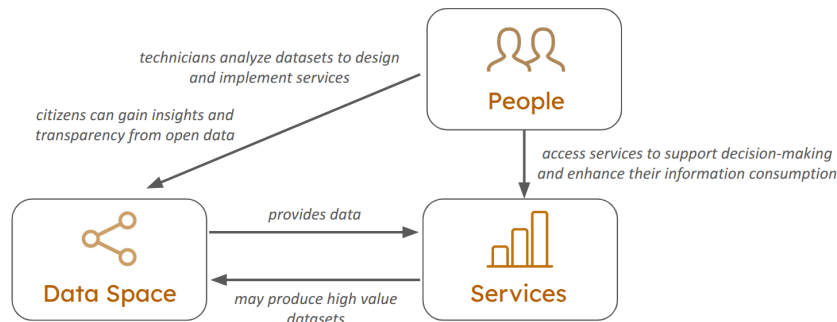 technicians analyze datasets to design
and implement services
People
citizens can gain insights and
transparency from open data
access services to support decision-making
and enhance their information consumption
provides data
Data Space
Services
may produce high value
datasets